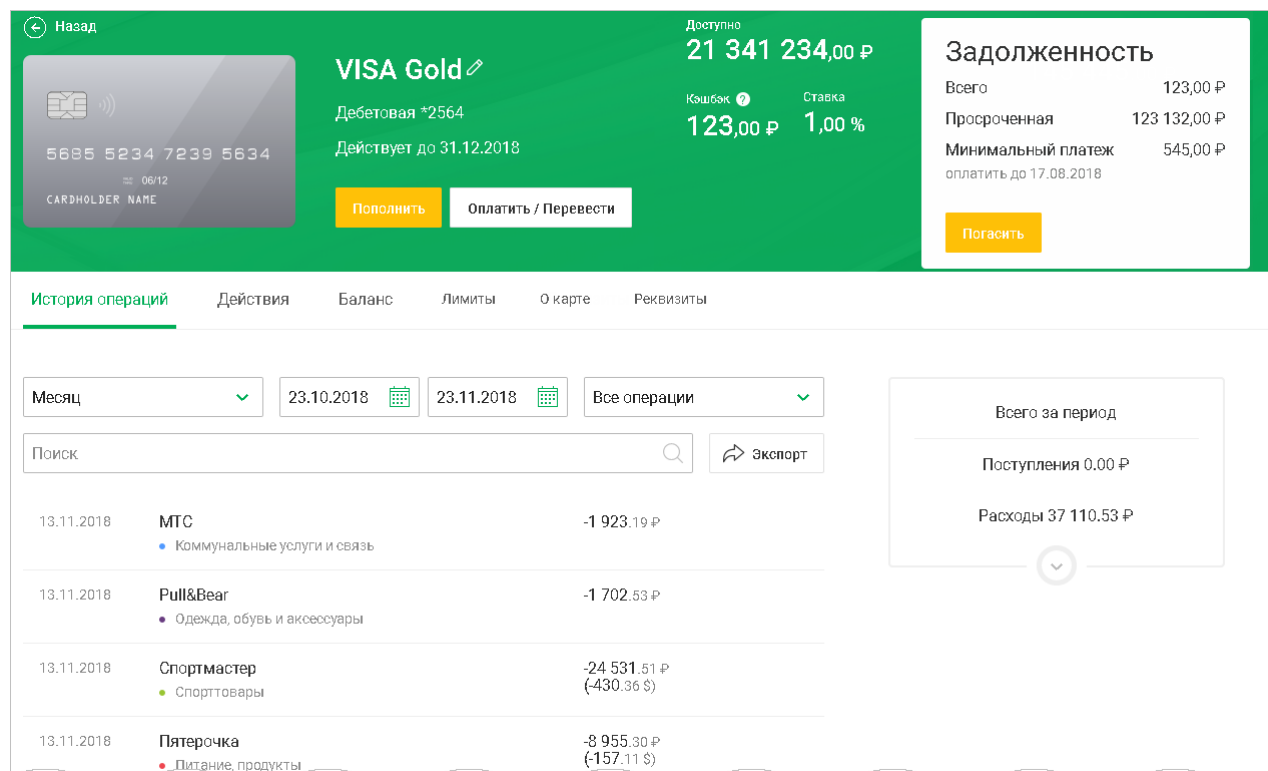 Назад
VISA Gold
Дебетовая *2564
Действует до 31.12.2018
Пополнить
Оплатить / Перевести
5685 5234 7239 5634
06/12
CARDHOLDER NAME
Доступно
21 341 234,00 ₽
Кэшбэк ?
Ставка
123,00 ₽
1,00 %
Задолженность
Всего 123,00 ₽
Просроченная 123 132,00 ₽
Минимальный платеж 545,00 ₽
оплатить до 17.08.2018
Погасить
История операций Действия Баланс Лимиты О карте Реквизиты
Месяц 23.10.2018 23.11.2018 Все операции
Поиск Экспорт
13.11.2018 МТС -1 923.19 ₽
Коммунальные услуги и связь
13.11.2018 Pull&Bear -1 702.53 ₽
Одежда, обувь и аксессуары
13.11.2018 Спортмастер -24 531.51 ₽
Спорттовары (-430.36 $)
13.11.2018 Пятерочка -8 955.30 ₽
Питание, продукты (-157.11 $)
Всего за период
Поступления 0.00 ₽
Расходы 37 110.53 ₽